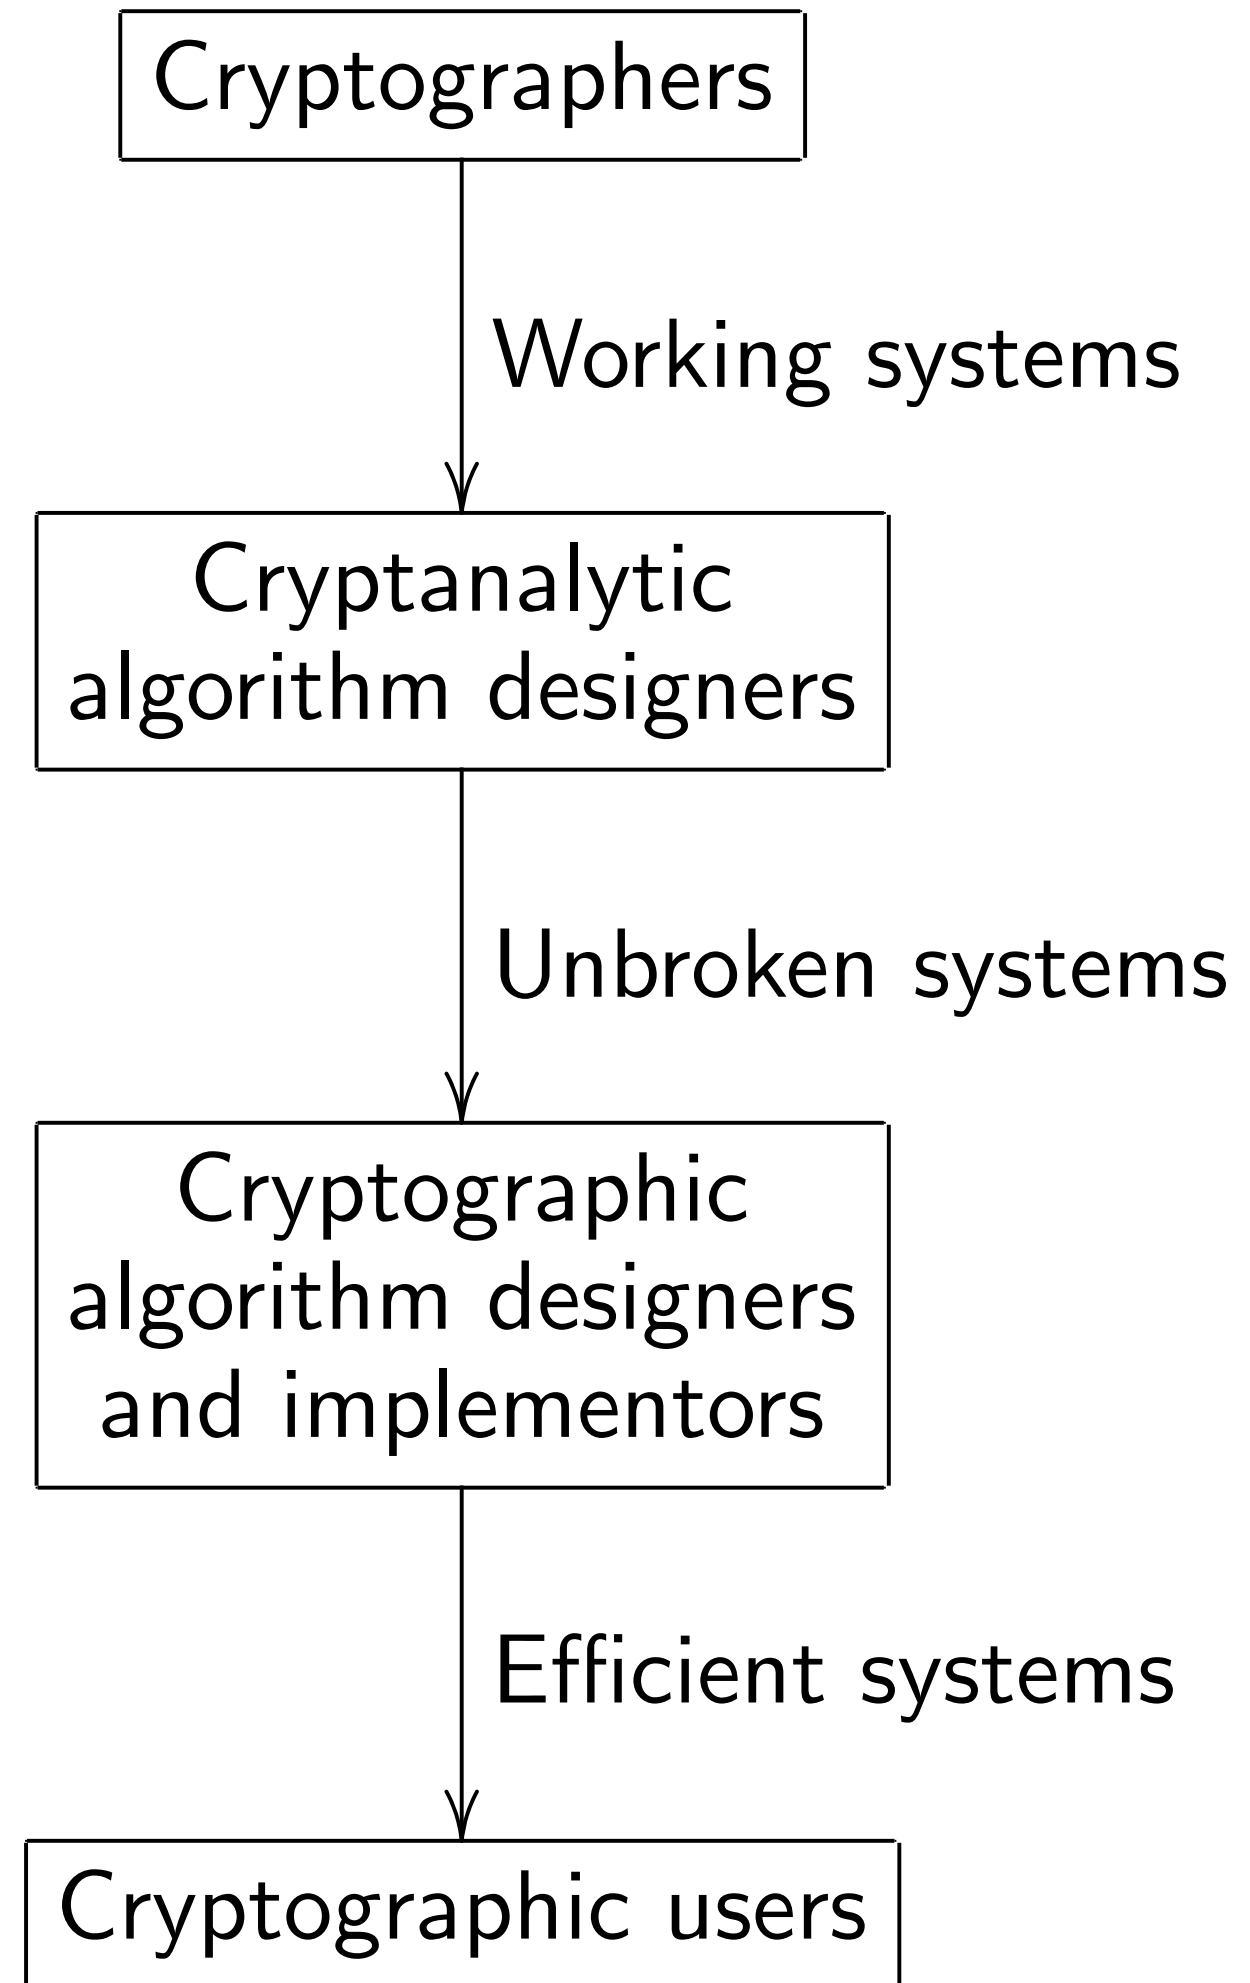 Cryptographers
Working systems
Cryptanalytic
algorithm designers
Unbroken systems
Cryptographic
algorithm designers
and implementors
Efficient systems
Cryptographic users